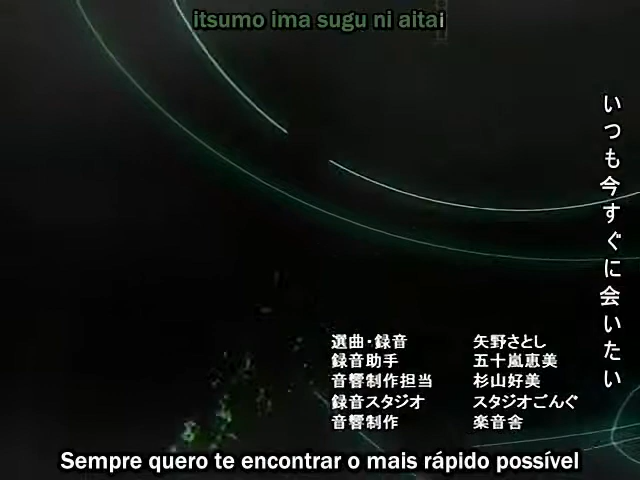 itsumo ima sugu ni aitai
いつも今すぐに会いたい
選曲・録音 矢野さとし
録音助手 五十嵐恵美
音響制作担当 杉山好美
録音スタジオ スタジオごんぐ
音響制作 楽音舎
Sempre quero te encontrar o mais rápido possível